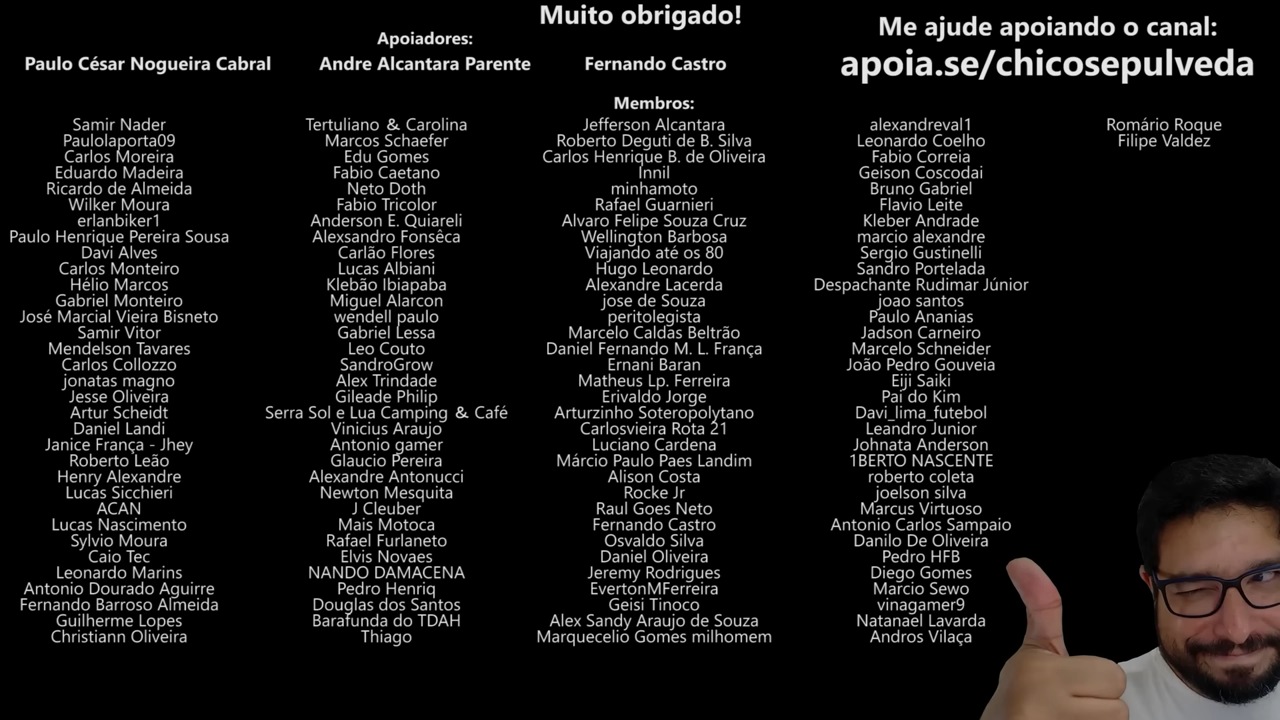 Muito obrigado!
Me ajude apoiando o canal:
apoia.se/chicosepulveda
Apoiadores:
Paulo César Nogueira Cabral
Andre Alcantara Parente
Fernando Castro
Membros:
Samir Nader
Paulolaporta09
Carlos Moreira
Eduardo Madeira
Ricardo de Almeida
Wilker Moura
erlanbiker1
Paulo Henrique Pereira Sousa
Davi Alves
Carlos Monteiro
Hélio Marcos
Gabriel Monteiro
José Marcial Vieira Bisneto
Samir Vitor
Mendelson Tavares
Carlos Collozzo
jonatas magno
Jesse Oliveira
Artur Scheidt
Daniel Landi
Janice França - Jhey
Roberto Leão
Henry Alexandre
Lucas Sicchieri
ACAN
Lucas Nascimento
Sylvio Moura
Caio Tec
Leonardo Marins
Antonio Dourado Aguirre
Fernando Barroso Almeida
Guilherme Lopes
Christiann Oliveira
Tertuliano & Carolina
Marcos Schaefer
Edu Gomes
Fabio Caetano
Neto Doth
Fabio Tricolor
Anderson E. Quiareli
Alexsandro Fonsêca
Carlão Flores
Lucas Albiani
Klebão Ibiapaba
Miguel Alarcon
wendell paulo
Gabriel Lessa
Leo Couto
SandroGrow
Alex Trindade
Gileade Philip
Serra Sol e Lua Camping & Café
Vinicius Araujo
Antonio gamer
Glaucio Pereira
Alexandre Antonucci
Newton Mesquita
J Cleuber
Mais Motoca
Rafael Furlaneto
Elvis Novaes
NANDO DAMACENA
Pedro Henriq
Douglas dos Santos
Barafunda do TDAH
Thiago
Jefferson Alcantara
Roberto Deguti de B. Silva
Carlos Henrique B. de Oliveira
Innil
minhamoto
Rafael Guarnieri
Alvaro Felipe Souza Cruz
Wellington Barbosa
Viajando até os 80
Hugo Leonardo
Alexandre Lacerda
jose de Souza
peritolegista
Marcelo Caldas Beltrão
Daniel Fernando M. L. França
Ernani Baran
Matheus Lp. Ferreira
Erivaldo Jorge
Arturzinho Soteropolytano
Carlosvieira Rota 21
Luciano Cardena
Márcio Paulo Paes Landim
Alison Costa
Rocke Jr
Raul Goes Neto
Fernando Castro
Osvaldo Silva
Daniel Oliveira
Jeremy Rodrigues
EvertonMFerreira
Geisi Tinoco
Alex Sandy Araujo de Souza
Marquecelio Gomes milhomem
alexandreval1
Leonardo Coelho
Fabio Correia
Geison Coscodai
Bruno Gabriel
Flavio Leite
Kleber Andrade
marcio alexandre
Sergio Gustinelli
Sandro Portelada
Despachante Rudimar Júnior
joao santos
Paulo Ananias
Jadson Carneiro
Marcelo Schneider
João Pedro Gouveia
Eiji Saiki
Pai do Kim
Davi_lima_futebol
Leandro Junior
Johnata Anderson
1BERTO NASCENTE
roberto coleta
joelson silva
Marcus Virtuoso
Antonio Carlos Sampaio
Danilo De Oliveira
Pedro HFB
Diego Gomes
Marcio Sewo
vinagamer9
Natanael Lavarda
Andros Vilaça
Romário Roque
Filipe Valdez